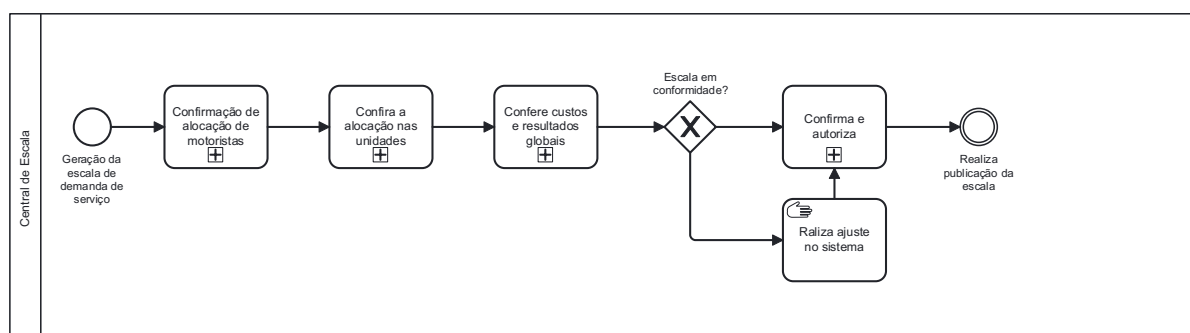 Central de Escala
Geração da
escala de
demanda de
serviço
Confirmação de
alocação de
motoristas
Confira a
alocação nas
unidades
Confere custos
e resultados
globais
Escala em
conformidade?
Confirma e
autoriza
Raliza ajuste
no sistema
Realiza
publicação da
escala